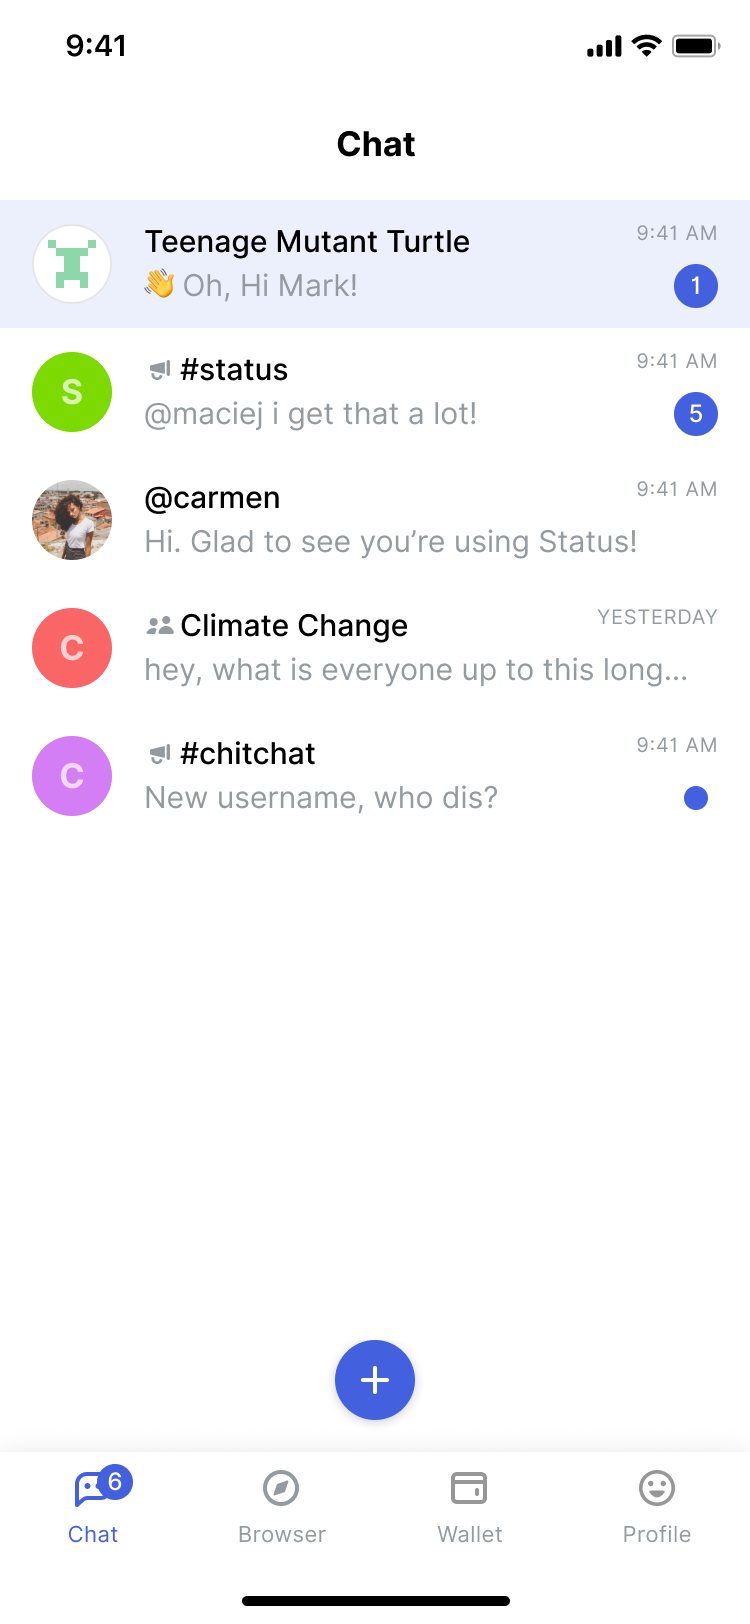 9:41
Chat
Teenage Mutant Turtle 9:41 AM
👋 Oh, Hi Mark! 1
S #status 9:41 AM
@maciej i get that a lot! 5
@carmen 9:41 AM
Hi. Glad to see you’re using Status!
C Climate Change YESTERDAY
hey, what is everyone up to this long...
C #chitchat 9:41 AM
New username, who dis?
6
Chat Browser Wallet Profile